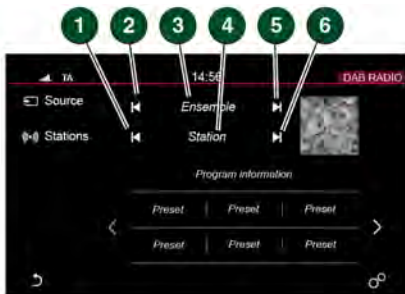 1 2 3 4 5 6
TA 14:56 DAB RADIO
Source Ensemble
Stations Station
Program information
Preset Preset Preset
Preset Preset Preset